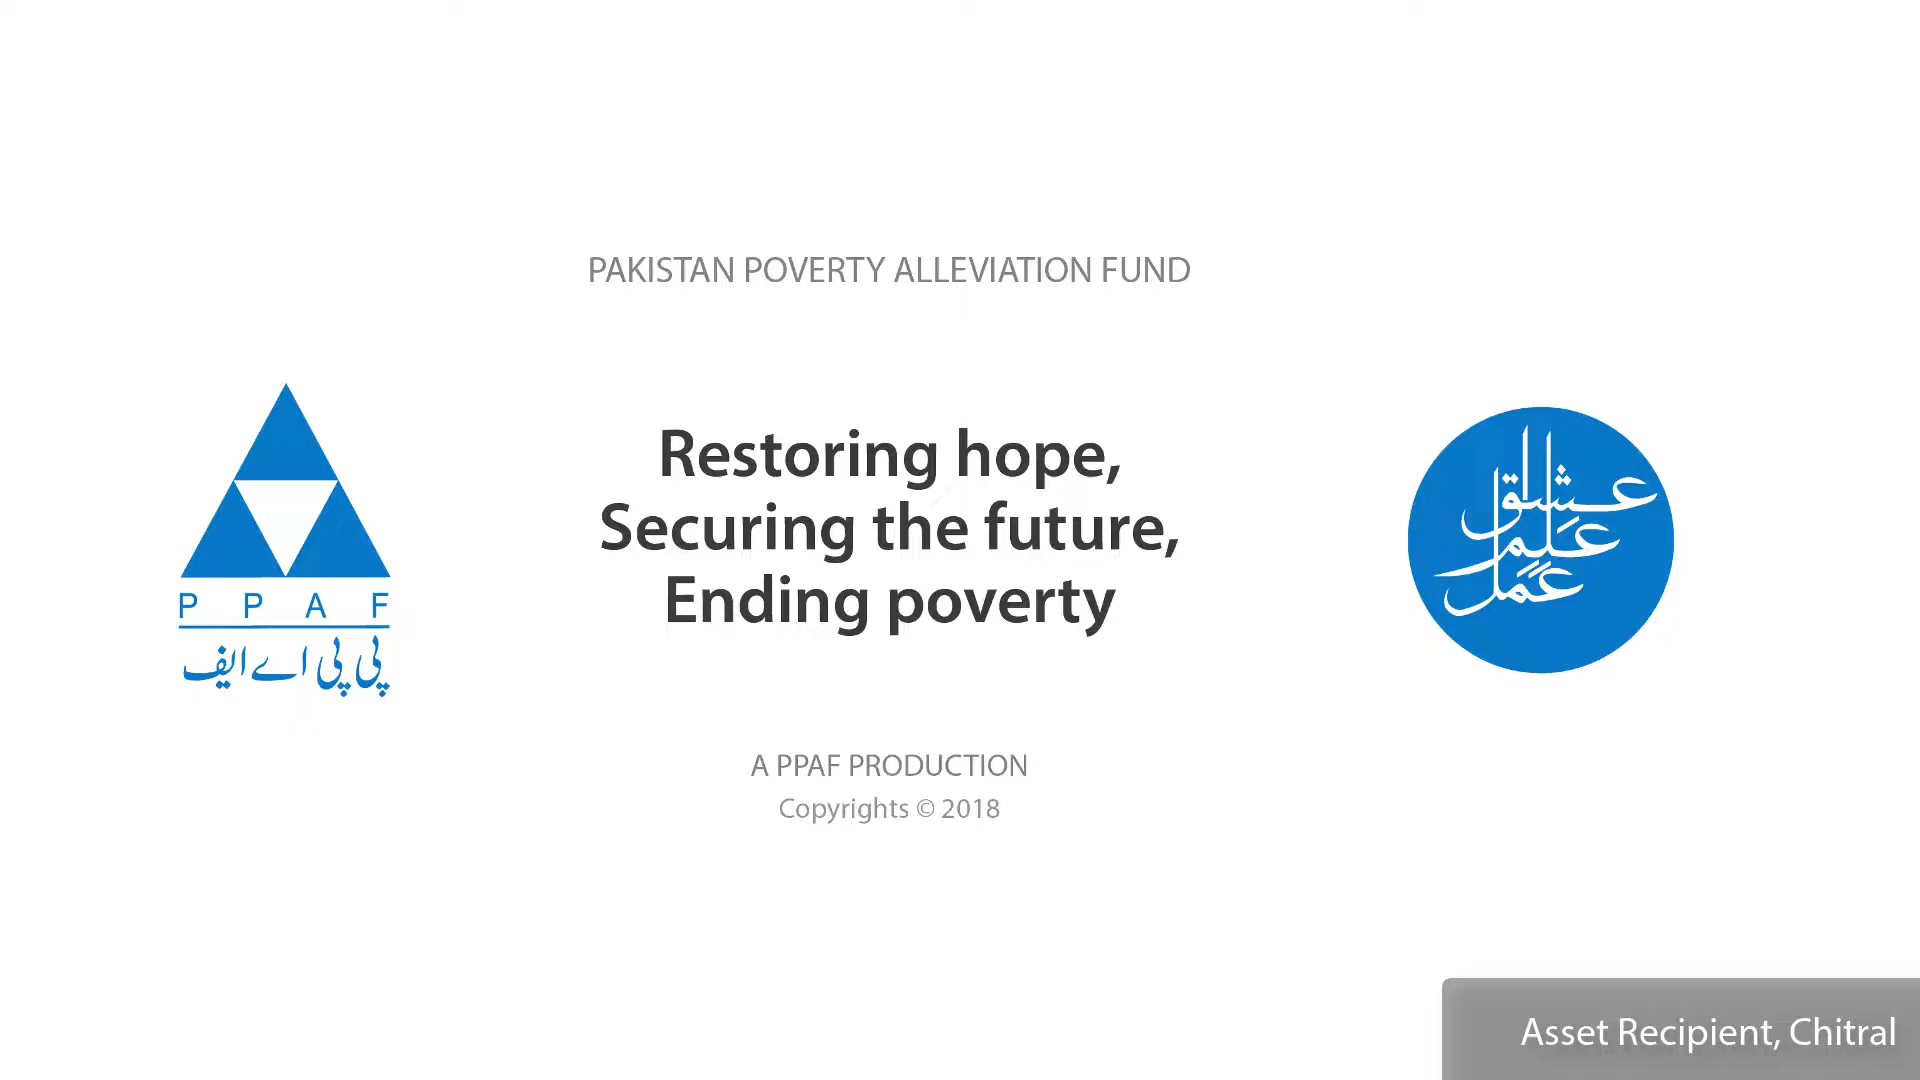 PAKISTAN POVERTY ALLEVIATION FUND
Restoring hope,
Securing the future,
Ending poverty
P P A F
پی پی اے ایف
عشق
علم
عمل
A PPAF PRODUCTION
Copyrights © 2018
Asset Recipient, Chitral